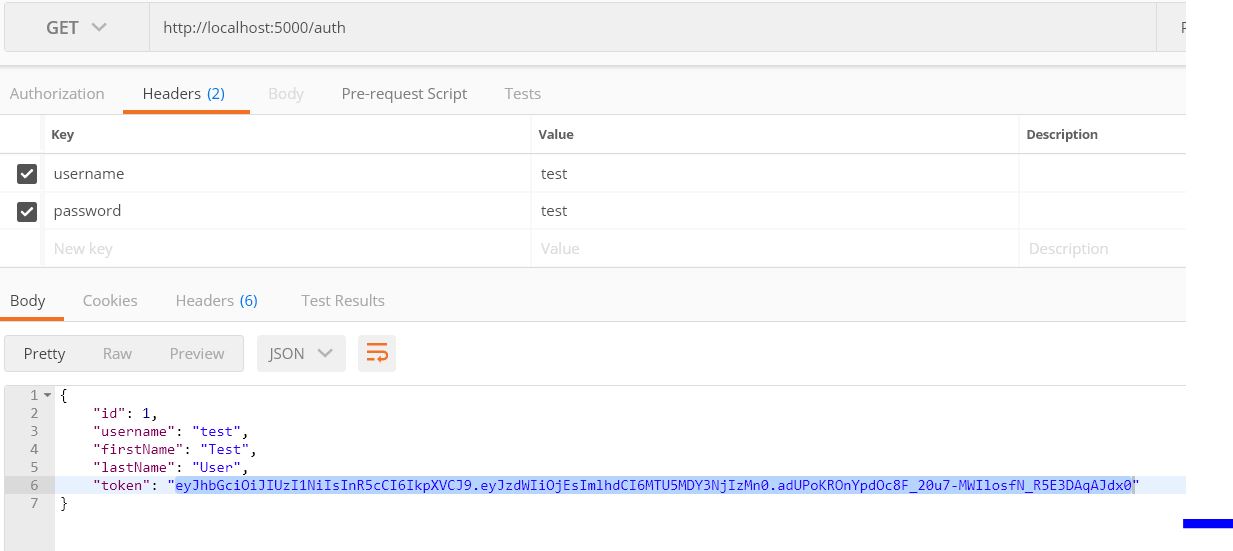 GET http://localhost:5000/auth
Authorization Headers (2) Body Pre-request Script Tests
Key Value Description
username test
password test
New key Value Description
Body Cookies Headers (6) Test Results
Pretty Raw Preview JSON
1 {
2 "id": 1,
3 "username": "test",
4 "firstName": "Test",
5 "lastName": "User",
6 "token": "eyJhbGciOiJIUzI1NiIsInR5cCI6IkpXVCJ9.eyJzdWIiOjEsImlhdCI6MTU5MDY3NjIzMn0.adUPoKROnYpdOc8F_20u7-MWIlosfN_R5E3DAqAJdx0"
7 }